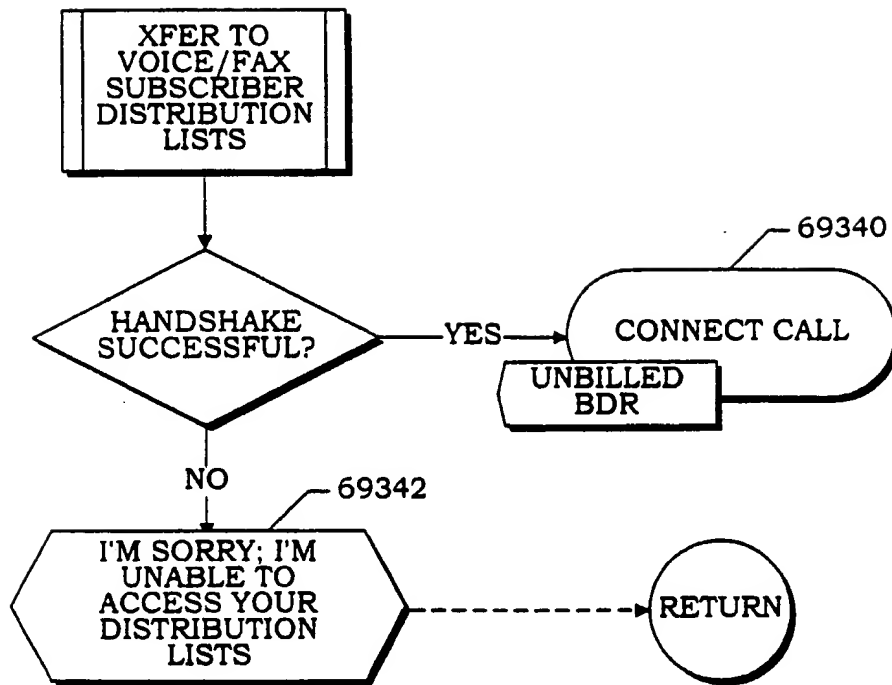 XFER TO
VOICE/FAX
SUBSCRIBER
DISTRIBUTION
LISTS
69340
HANDSHAKE
SUCCESSFUL?
YES
CONNECT CALL
UNBILLED
BDR
NO
69342
I'M SORRY; I'M
UNABLE TO
ACCESS YOUR
DISTRIBUTION
LISTS
RETURN